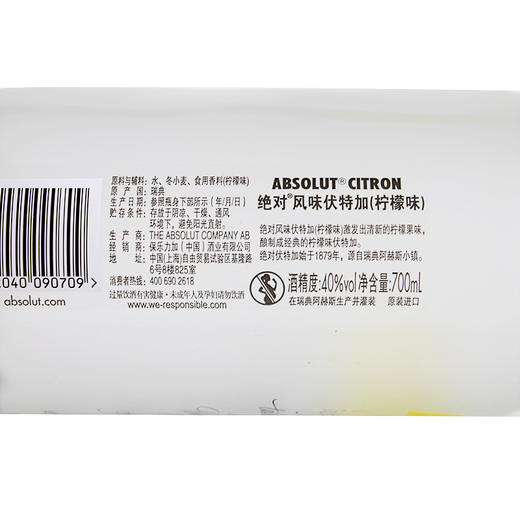 2040 090709
absolut.com
原料与辅料：水、冬小麦、食用香料(柠檬味)
原产国：瑞典
生产日期：参照瓶身下部所示（年/月/日）
贮存条件：存放于阴凉、干燥、通风
环境下，避免阳光直射。
生产商：THE ABSOLUT COMPANY AB
经销商：保乐力加（中国）酒业有限公司
地址：中国(上海)自由贸易试验区基隆路
6号8楼825室
消费者热线：400 690 2618
过量饮酒有害健康·未成年人及孕妇请勿饮酒
www.we-responsible.com
ABSOLUT® CITRON
绝对®风味伏特加(柠檬味)
绝对风味伏特加(柠檬味)激发出清新的柠檬果味，
酿制成经典的柠檬味伏特加。
绝对伏特加始于1879年，源自瑞典阿赫斯小镇。
酒精度:40%vol 净含量:700mL
在瑞典阿赫斯生产并灌装 原装进口